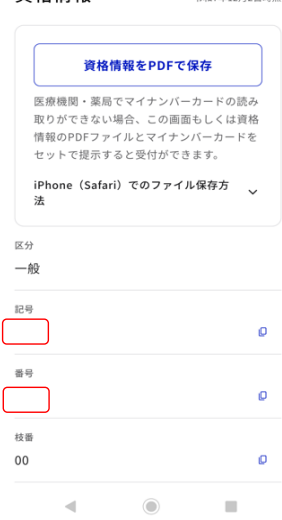 資格情報をPDFで保存
医療機関・薬局でマイナンバーカードの読み
取りができない場合、この画面もしくは資格
情報のPDFファイルとマイナンバーカードを
セットで提示すると受付ができます。
iPhone（Safari）でのファイル保存方
法
区分
一般
記号
番号
枝番
00